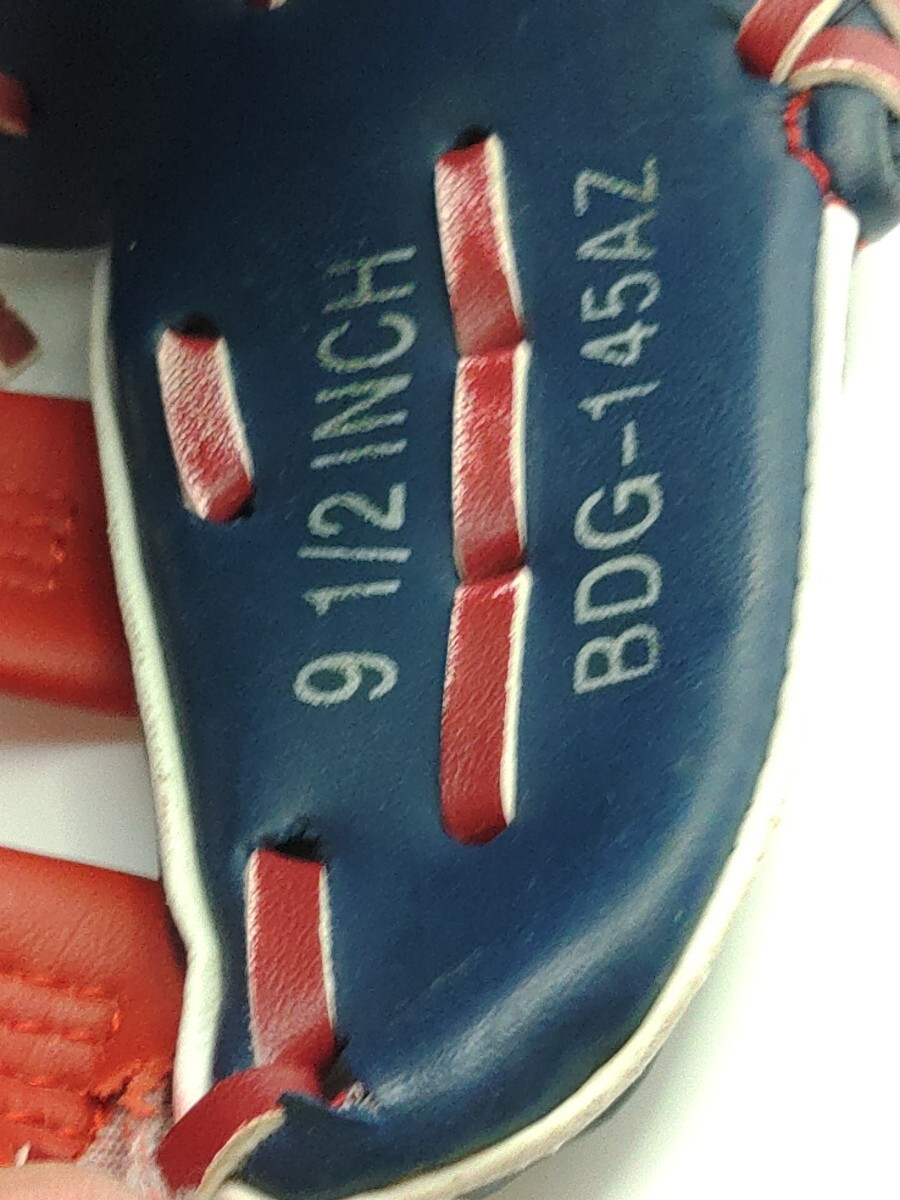 9 1/2 INCH
BDG-145AZ